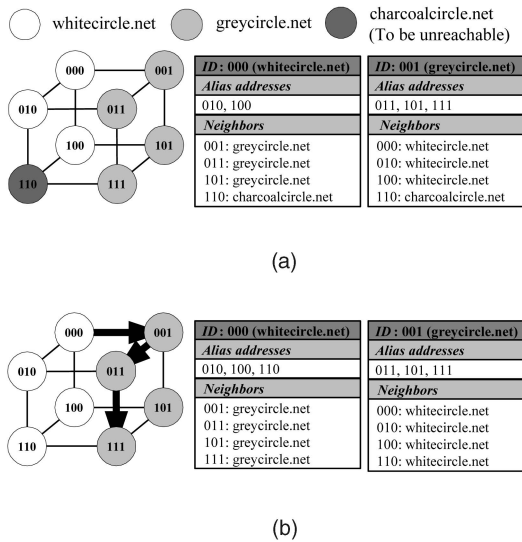 whitecircle.net
greycircle.net
charcoalcircle.net
(To be unreachable)
000
001
010
011
100
101
110
111
ID: 000 (whitecircle.net)
Alias addresses
010, 100
Neighbors
001: greycircle.net
011: greycircle.net
101: greycircle.net
110: charcoalcircle.net
ID: 001 (greycircle.net)
Alias addresses
011, 101, 111
Neighbors
000: whitecircle.net
010: whitecircle.net
100: whitecircle.net
110: charcoalcircle.net
(a)
000
001
010
011
100
101
110
111
ID: 000 (whitecircle.net)
Alias addresses
010, 100, 110
Neighbors
001: greycircle.net
011: greycircle.net
101: greycircle.net
111: greycircle.net
ID: 001 (greycircle.net)
Alias addresses
011, 101, 111
Neighbors
000: whitecircle.net
010: whitecircle.net
100: whitecircle.net
110: whitecircle.net
(b)